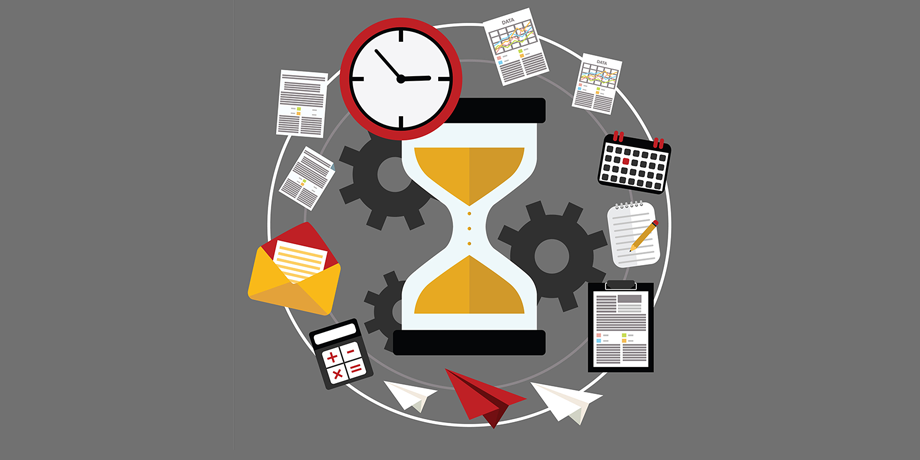 DATA
DATA
+ −
× =